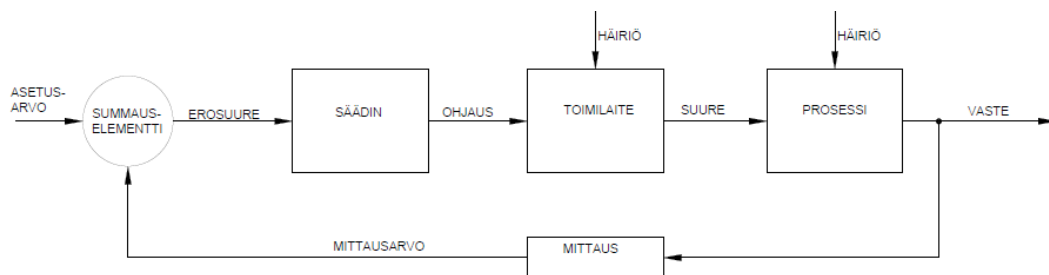 HÄIRIÖ
HÄIRIÖ
ASETUS-
ARVO
SUMMAUS-
ELEMENTTI
EROSUURE
SÄÄDIN
OHJAUS
TOIMILAITE
SUURE
PROSESSI
VASTE
MITTAUSARVO
MITTAUS